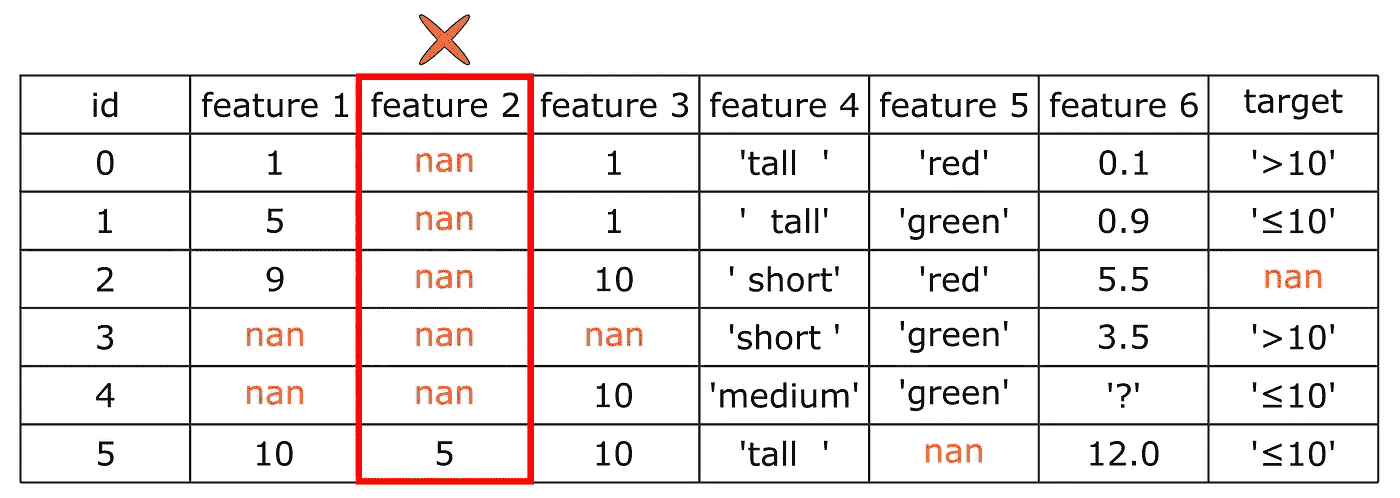 id feature 1 feature 2 feature 3 feature 4 feature 5 feature 6 target
0 1 nan 1 'tall  ' 'red' 0.1 '>10'
1 5 nan 1 '  tall' 'green' 0.9 '≤10'
2 9 nan 10 ' short' 'red' 5.5 nan
3 nan nan nan 'short ' 'green' 3.5 '>10'
4 nan nan 10 'medium' 'green' '?' '≤10'
5 10 5 10 'tall  ' nan 12.0 '≤10'